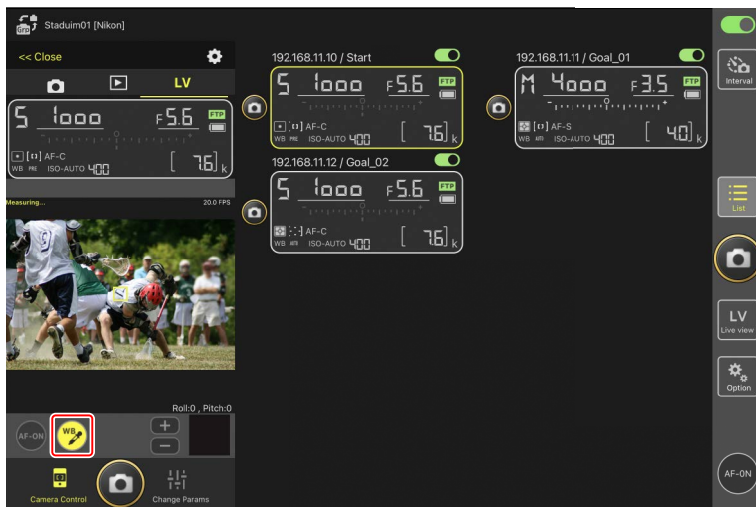 Grp Staduim01 [Nikon]
<< Close
LV
S 1000 F5.6 FTP
[ ] AF-C
WB PRE ISO-AUTO 400 [ 7.6] k
Measuring... 20.0 FPS
7
Roll:0 , Pitch:0
AF-ON WB + −
Camera Control Change Params
192.168.11.10 / Start
S 1000 F5.6 FTP
[ ] AF-C
WB PRE ISO-AUTO 400 [ 7.6] k
192.168.11.11 / Goal_01
M 4000 F3.5 FTP
- +
[ ] AF-S
WB ISO-AUTO 400 [ 4.0] k
192.168.11.12 / Goal_02
S 1000 F5.6 FTP
AF-C
WB ISO-AUTO 400 [ 7.6] k
Interval
List
LV
Live view
Option
AF-ON